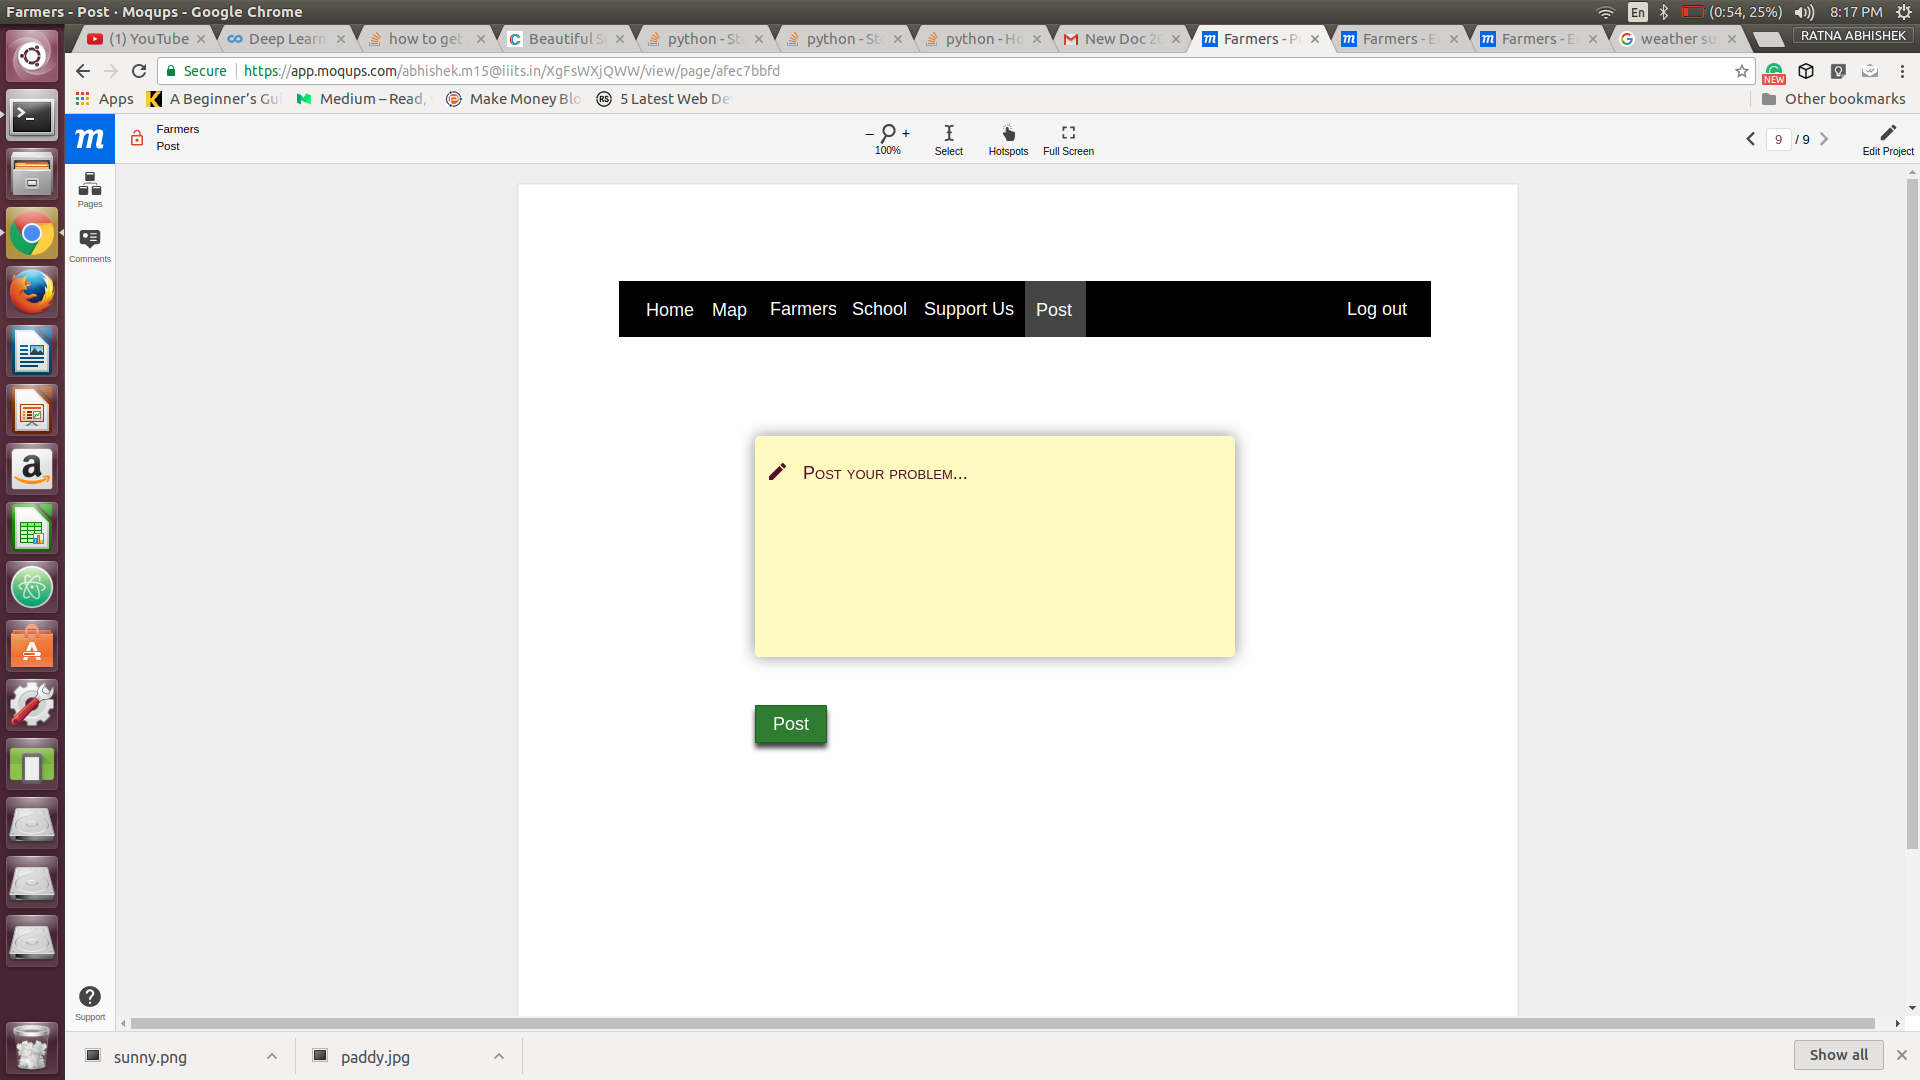 Farmers - Post · Moqups - Google Chrome
En (0:54, 25%) 8:17 PM
(1) YouTube Deep Learn how to get Beautiful S python - St python - St python - Ho New Doc 20 Farmers - P Farmers - E Farmers - E weather su RATNA ABHISHEK
Secure https://app.moqups.com/abhishek.m15@iiits.in/XgFsWXjQWW/view/page/afec7bbfd NEW
Apps A Beginner's Gui Medium – Read, Make Money Blo RS 5 Latest Web De Other bookmarks
m Farmers
Post
– + 100% Select Hotspots Full Screen 9 / 9 Edit Project
Pages
Comments
Home Map Farmers School Support Us Post Log out
Post your problem...
Post
Support
sunny.png paddy.jpg Show all